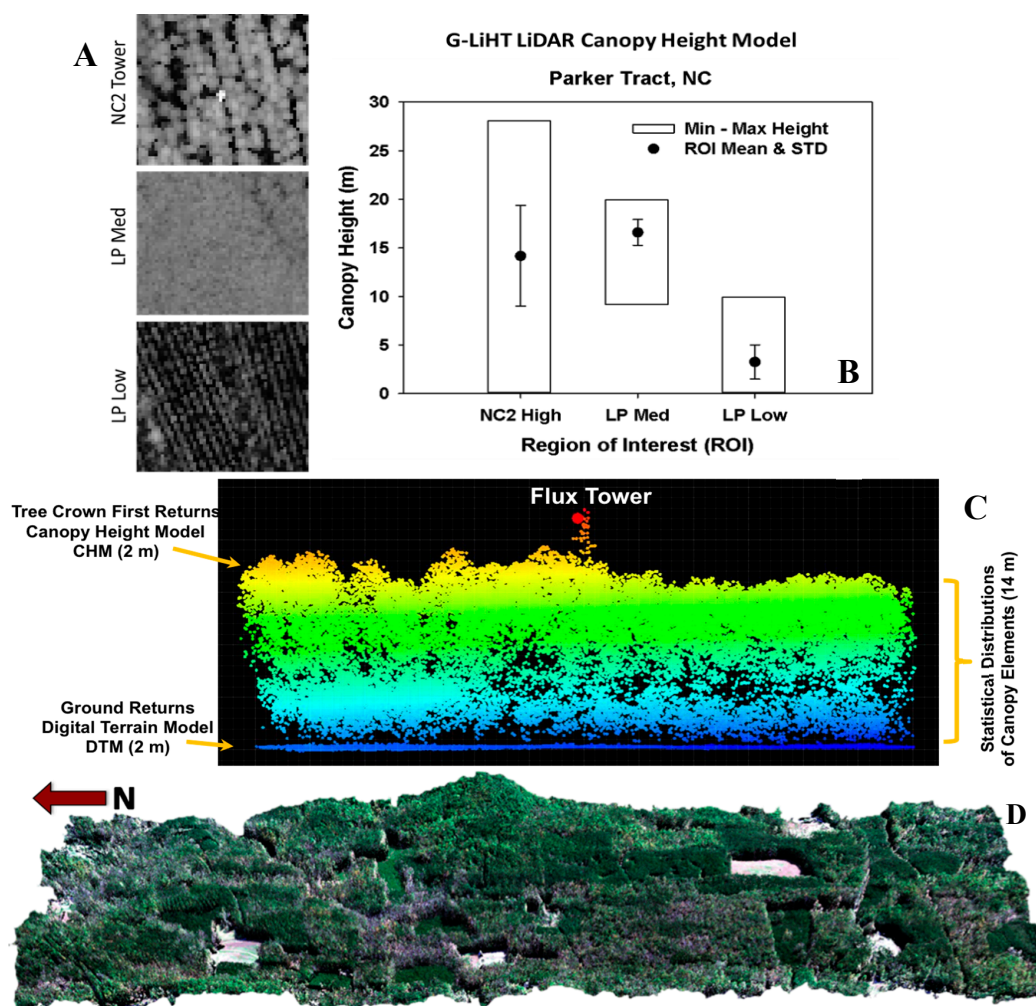 A
NC2 Tower
LP Med
LP Low
G-LiHT LiDAR Canopy Height Model
Parker Tract, NC
Canopy Height (m)
30
25
20
15
10
5
0
Min - Max Height
ROI Mean & STD
B
NC2 High LP Med LP Low
Region of Interest (ROI)
C
Flux Tower
Tree Crown First Returns
Canopy Height Model
CHM (2 m)
Ground Returns
Digital Terrain Model
DTM (2 m)
Statistical Distributions
of Canopy Elements (14 m)
N
D